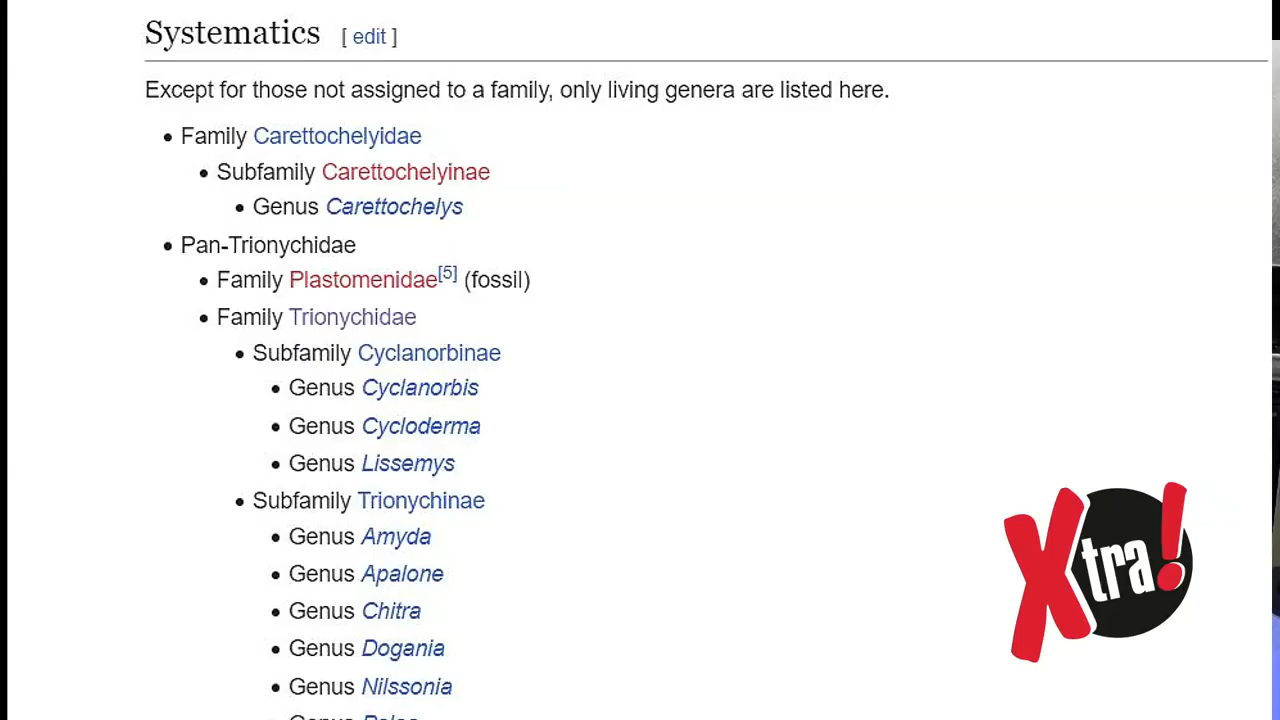 Systematics [ edit ]
Except for those not assigned to a family, only living genera are listed here.
• Family Carettochelyidae
• Subfamily Carettochelyinae
• Genus Carettochelys
• Pan-Trionychidae
• Family Plastomenidae[5] (fossil)
• Family Trionychidae
• Subfamily Cyclanorbinae
• Genus Cyclanorbis
• Genus Cycloderma
• Genus Lissemys
• Subfamily Trionychinae
• Genus Amyda
• Genus Apalone
• Genus Chitra
• Genus Dogania
• Genus Nilssonia
Xtra!